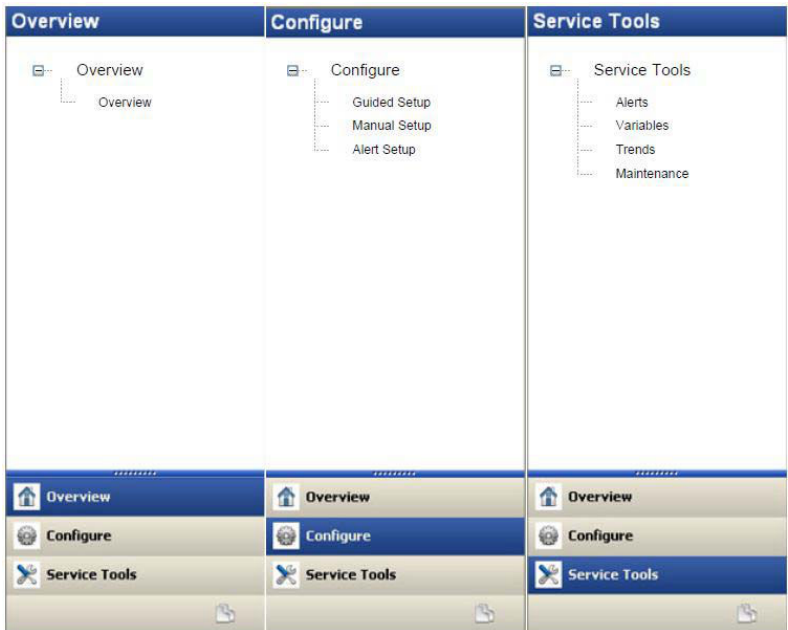 Overview
Overview
Overview
Overview
Configure
Service Tools
Configure
Configure
Guided Setup
Manual Setup
Alert Setup
Overview
Configure
Service Tools
Service Tools
Service Tools
Alerts
Variables
Trends
Maintenance
Overview
Configure
Service Tools